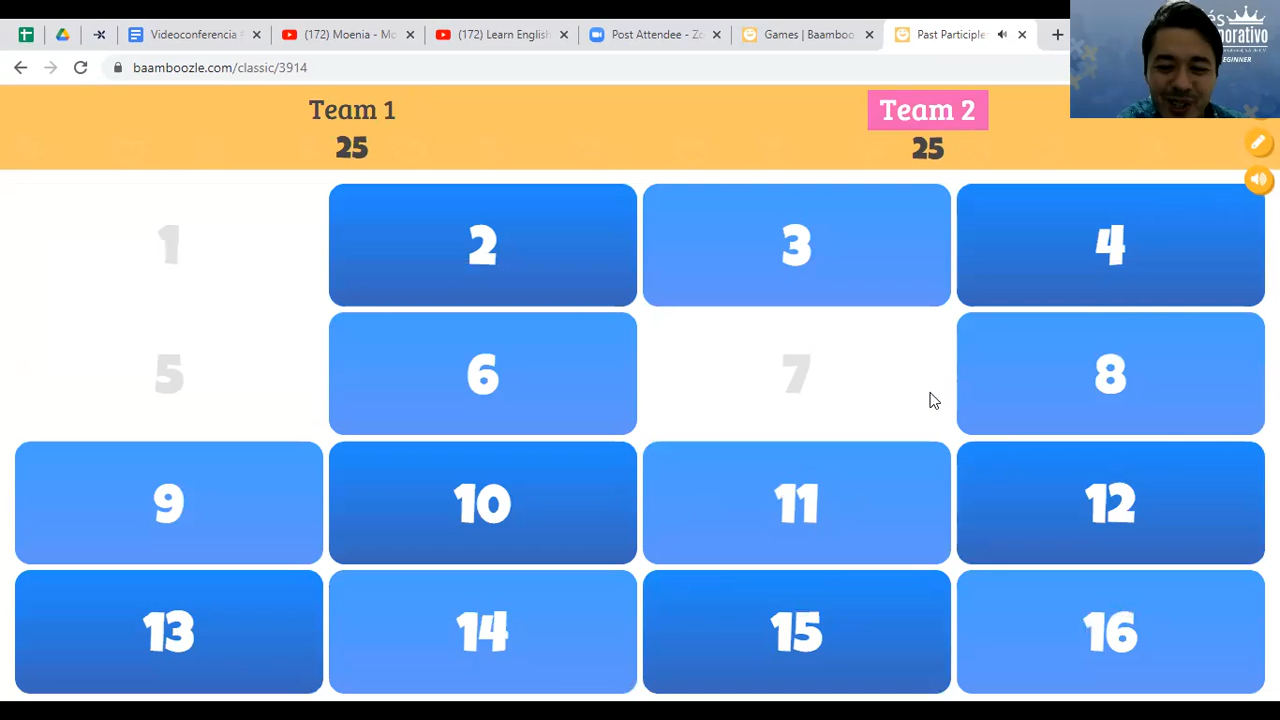 Videoconferencia
(172) Moenia - Mo
(172) Learn English
Post Attendee - Zo
Games | Baamboo
Past Participle
baamboozle.com/classic/3914
Team 1
25
Team 2
25
1
2
3
4
5
6
7
8
9
10
11
12
13
14
15
16